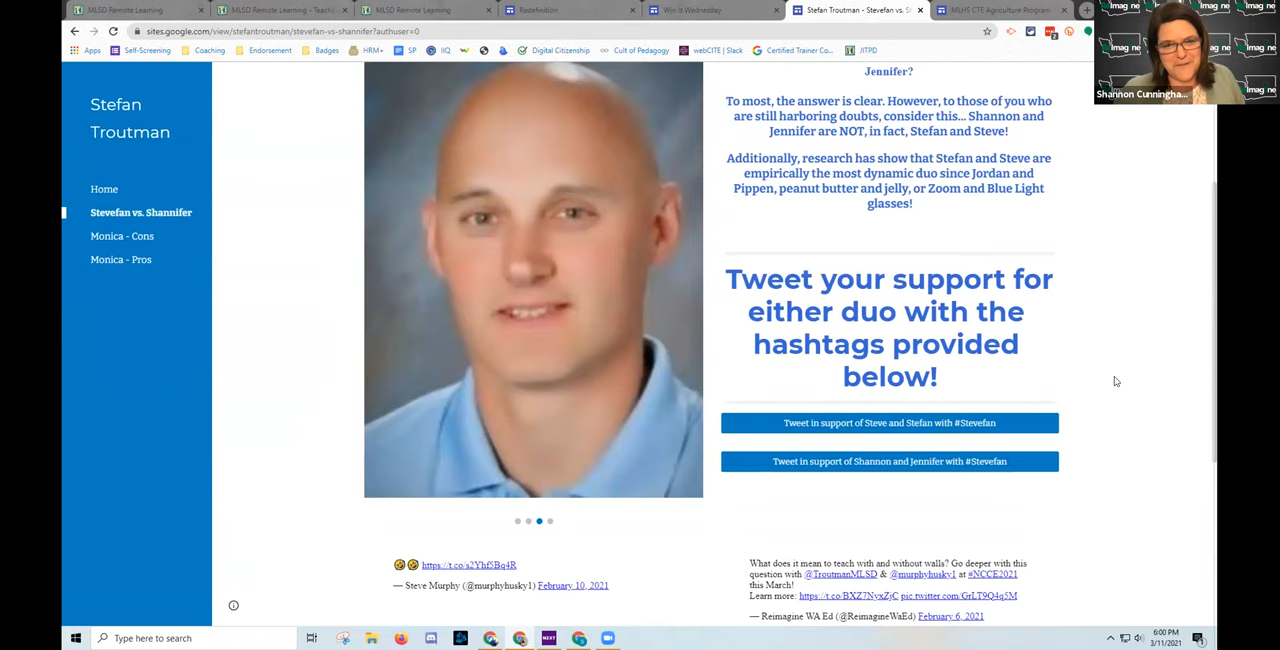 MLSD Remote Learning
MLSD Remote Learning - Teach
MLSD Remote Learning
Redefinition
Win It Wednesday
Stefan Troutman - Stevefan vs. S
MLHS CTE Agriculture Program
sites.google.com/view/stefantroutman/stevefan-vs-shannifer?authuser=0
Apps
Self-Screening
Coaching
Endorsement
Badges
HRM+
SP
IIQ
Digital Citizenship
Cult of Pedagogy
webCITE | Slack
Certified Trainer Co...
JITPD
Shannon Cunningha...
Stefan
Troutman
Home
Stevefan vs. Shannifer
Monica - Cons
Monica - Pros
Jennifer?
To most, the answer is clear. However, to those of you who
are still harboring doubts, consider this... Shannon and
Jennifer are NOT, in fact, Stefan and Steve!
Additionally, research has show that Stefan and Steve are
empirically the most dynamic duo since Jordan and
Pippen, peanut butter and jelly, or Zoom and Blue Light
glasses!
Tweet your support for
either duo with the
hashtags provided
below!
Tweet in support of Steve and Stefan with #Stevefan
Tweet in support of Shannon and Jennifer with #Stevefan
🤣🤣 https://t.co/s2Yhf5Bq4R
— Steve Murphy (@murphyhusky1) February 10, 2021
What does it mean to teach with and without walls? Go deeper with this
question with @TroutmanMLSD & @murphyhusky1 at #NCCE2021
this March!
Learn more: https://t.co/BXZ7NyxZjC pic.twitter.com/GrLT9Q4q5M
— Reimagine WA Ed (@ReimagineWaEd) February 6, 2021
Type here to search
NEXT
6:00 PM
3/11/2021